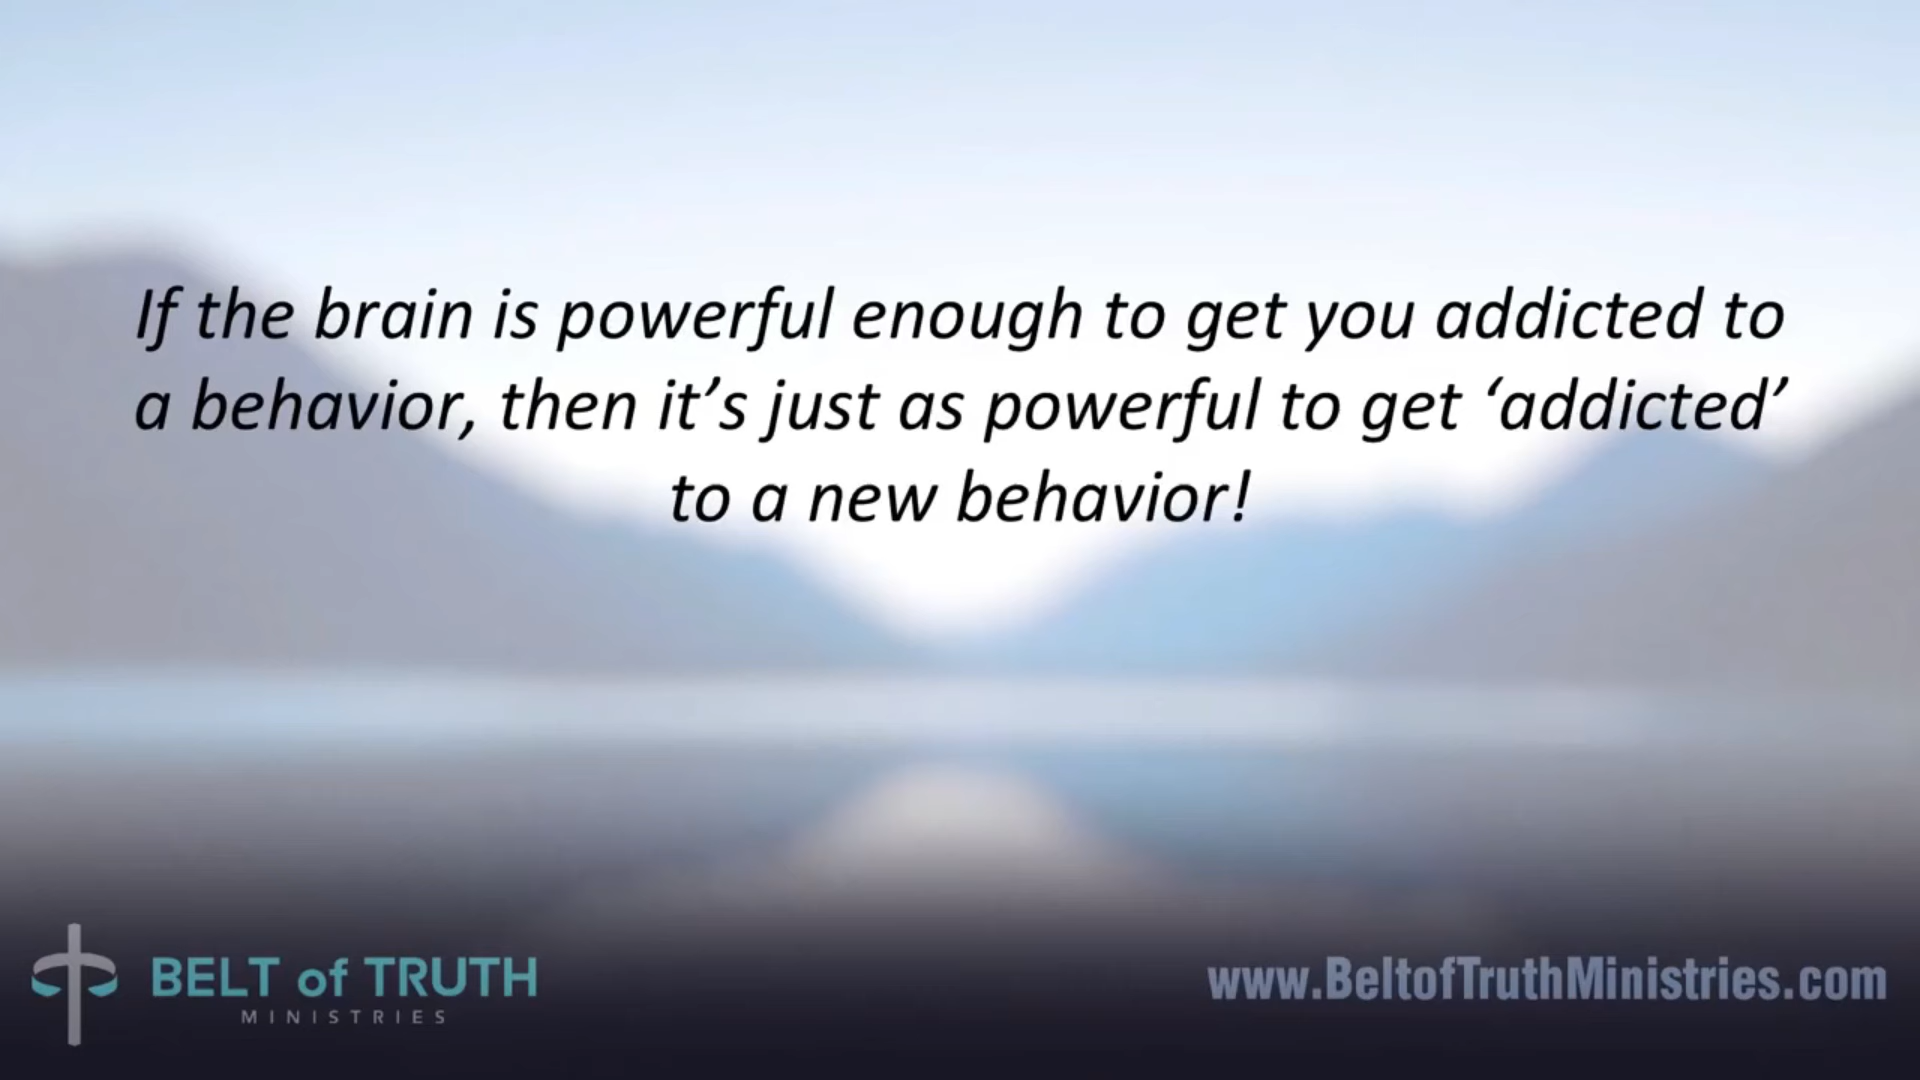 If the brain is powerful enough to get you addicted to
a behavior, then it’s just as powerful to get ‘addicted’
to a new behavior!
BELT of TRUTH
MINISTRIES
www.BeltofTruthMinistries.com